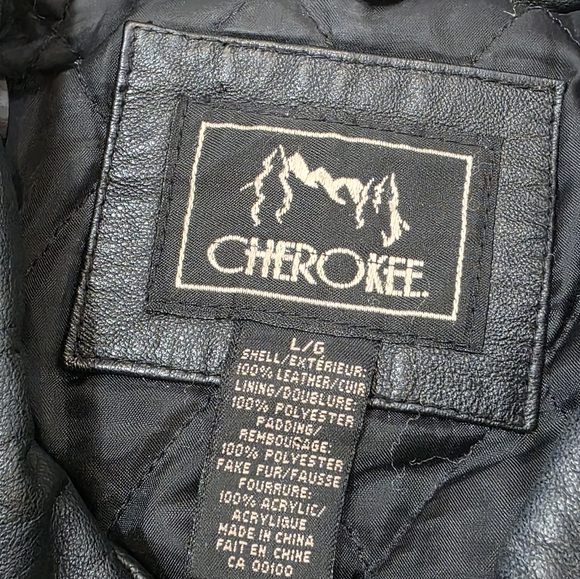 CHEROKEE.
L/G
SHELL/EXTÉRIEUR:
100% LEATHER/CUIR
LINING/DOUBLURE:
100% POLYESTER
PADDING/
REMBOURAGE:
100% POLYESTER
FAKE FUR/FAUSSE
FOURRURE:
100% ACRYLIC/
ACRYLIQUE
MADE IN CHINA
FAIT EN CHINE
CA 00100